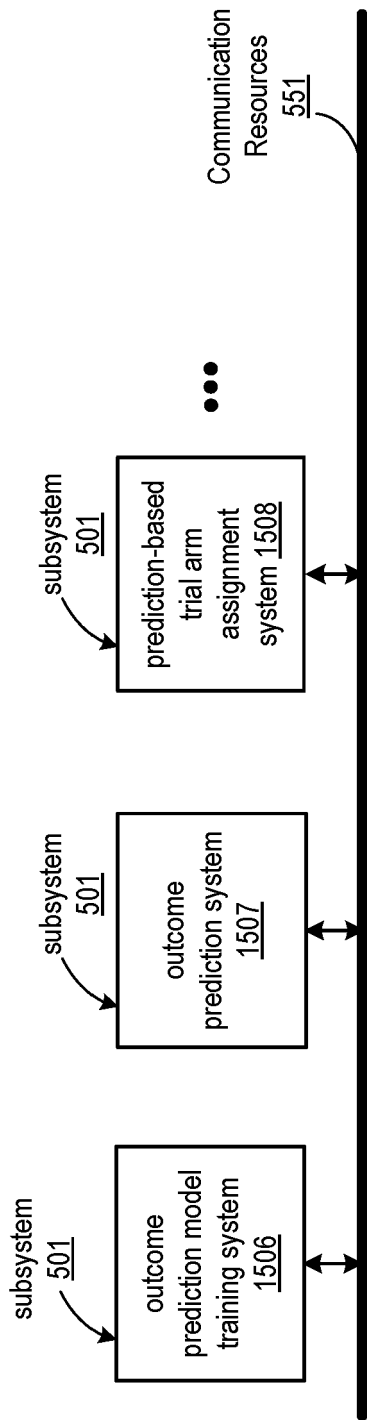 subsystem
501
outcome
prediction model
training system
1506
subsystem
501
outcome
prediction system
1507
subsystem
501
prediction-based
trial arm
assignment
system 1508
Communication
Resources
551